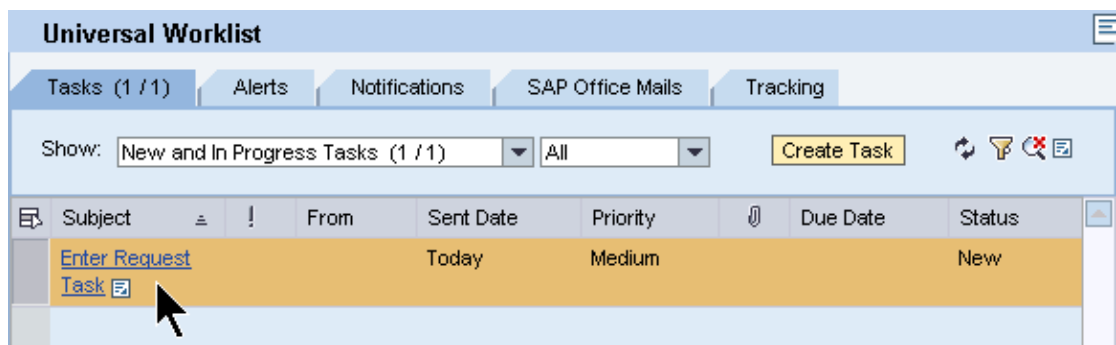 Universal Worklist
Tasks (1 / 1) Alerts Notifications SAP Office Mails Tracking
Show: New and In Progress Tasks (1 / 1) All Create Task
Subject ! From Sent Date Priority Due Date Status
Enter Request Today Medium New
Task